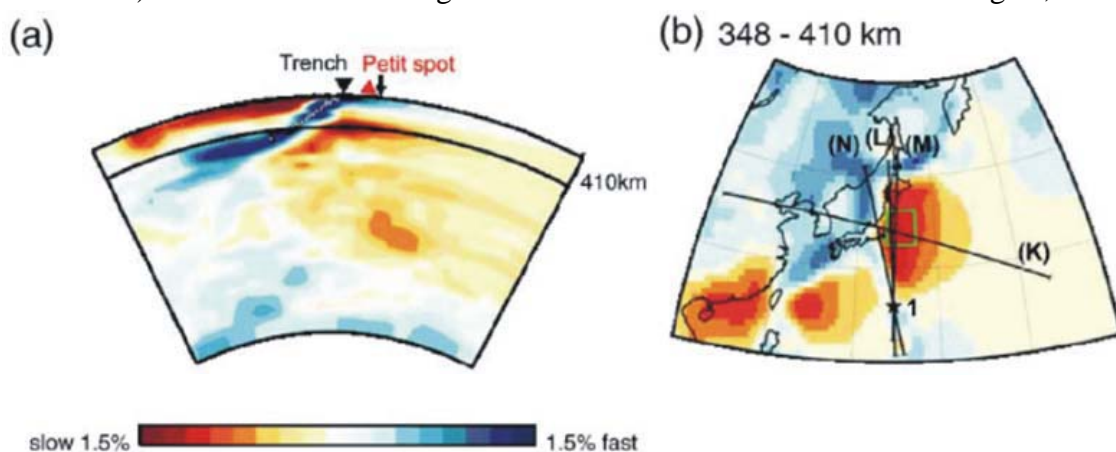 (a)
Trench
Petit spot
410km
(b) 348 - 410 km
(N)
(L)
(M)
(K)
1
slow 1.5%
1.5% fast